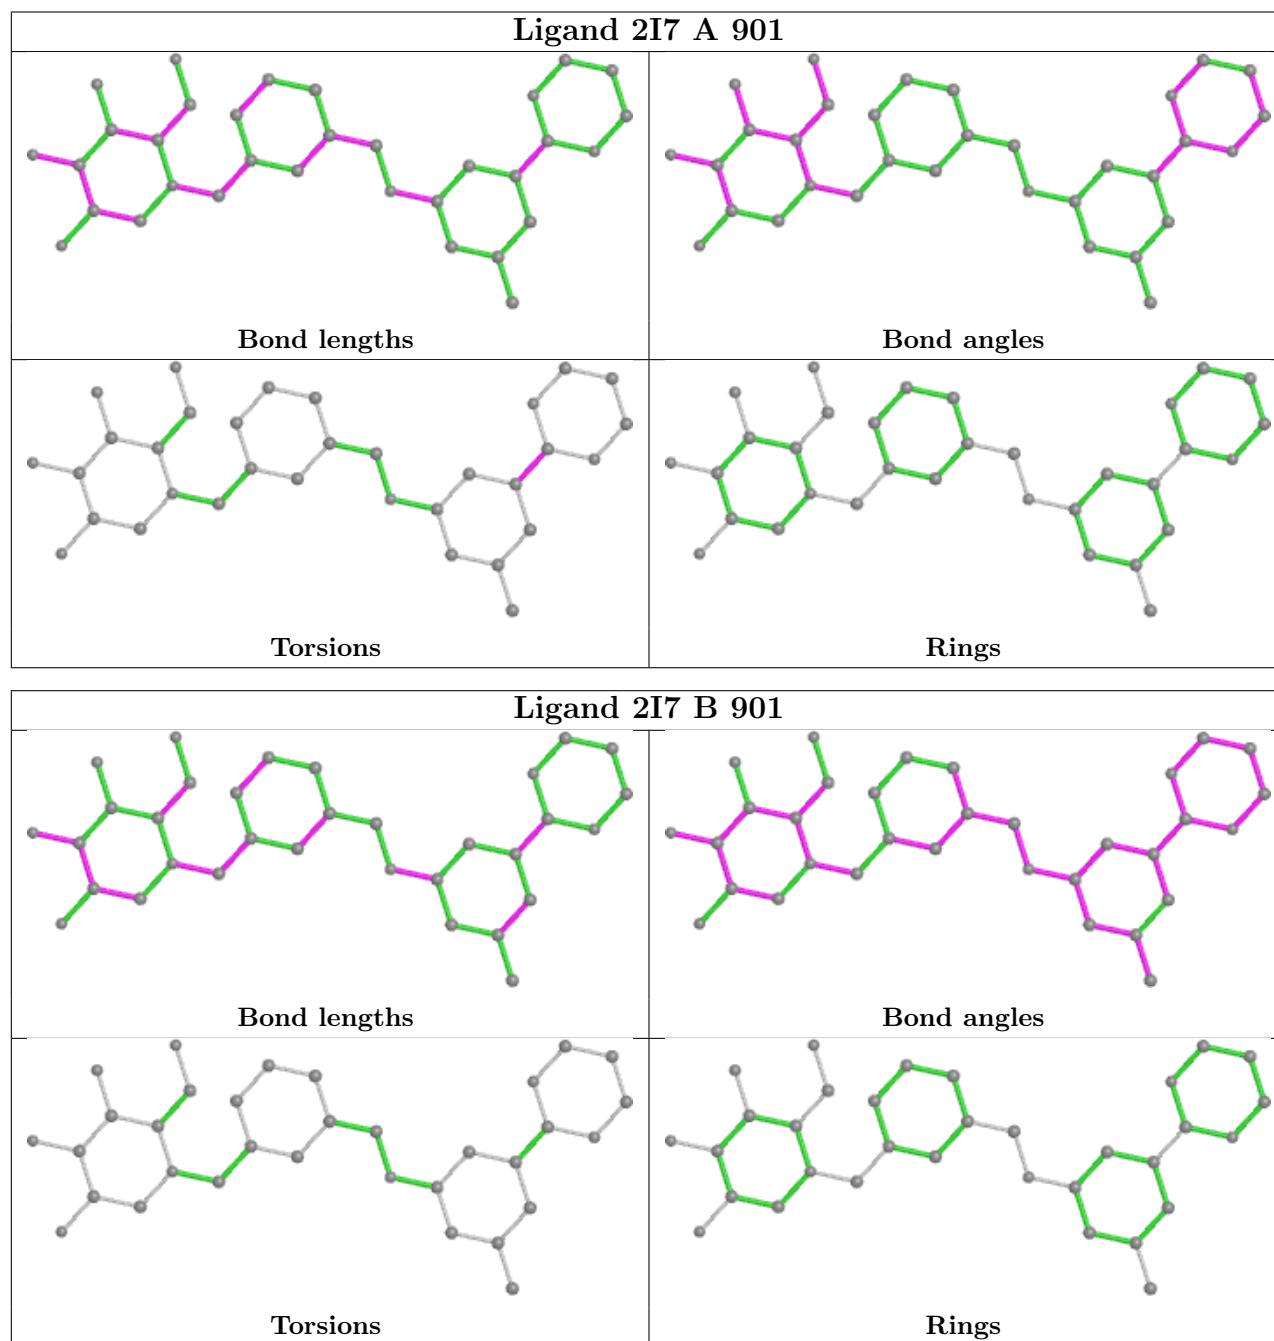 Ligand 2I7 A 901
Bond lengths
Bond angles
Torsions
Rings
Ligand 2I7 B 901
Bond lengths
Bond angles
Torsions
Rings